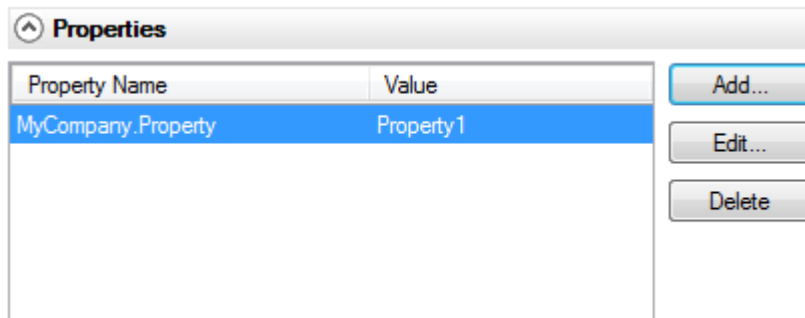 Properties
Property Name Value Add...
MyCompany.Property Property1
Edit...
Delete